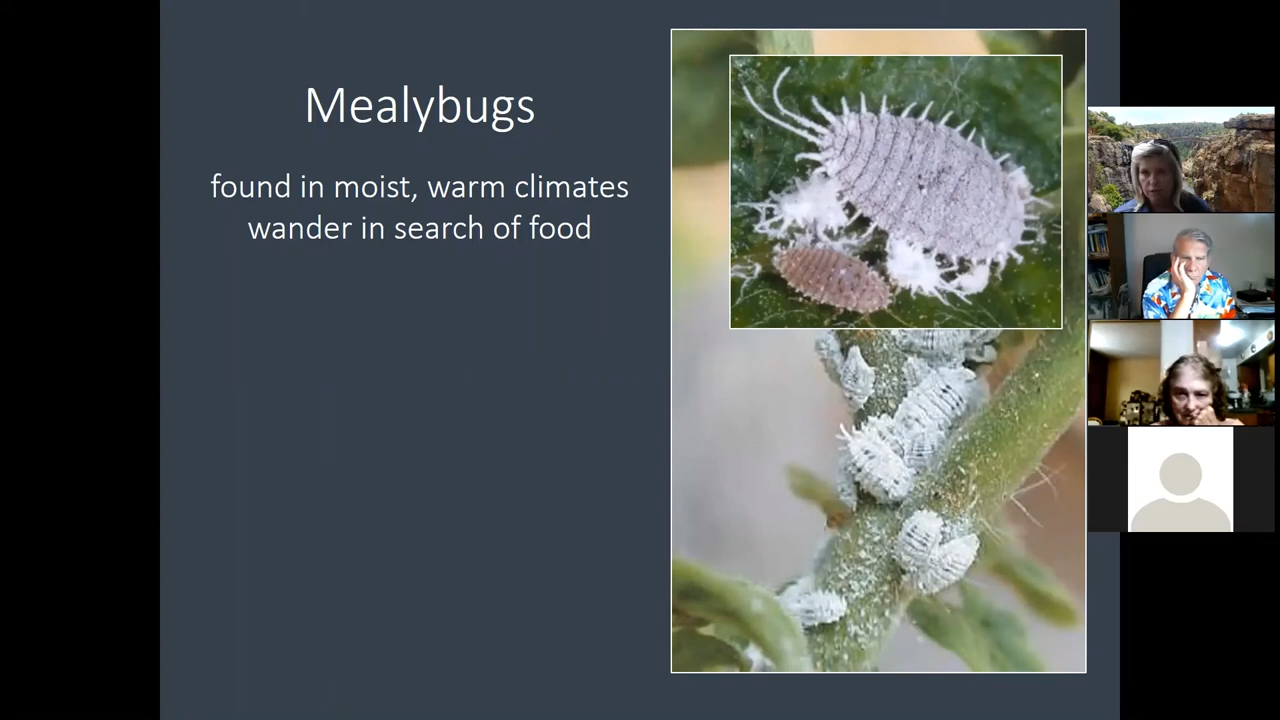 Mealybugs
found in moist, warm climates
wander in search of food